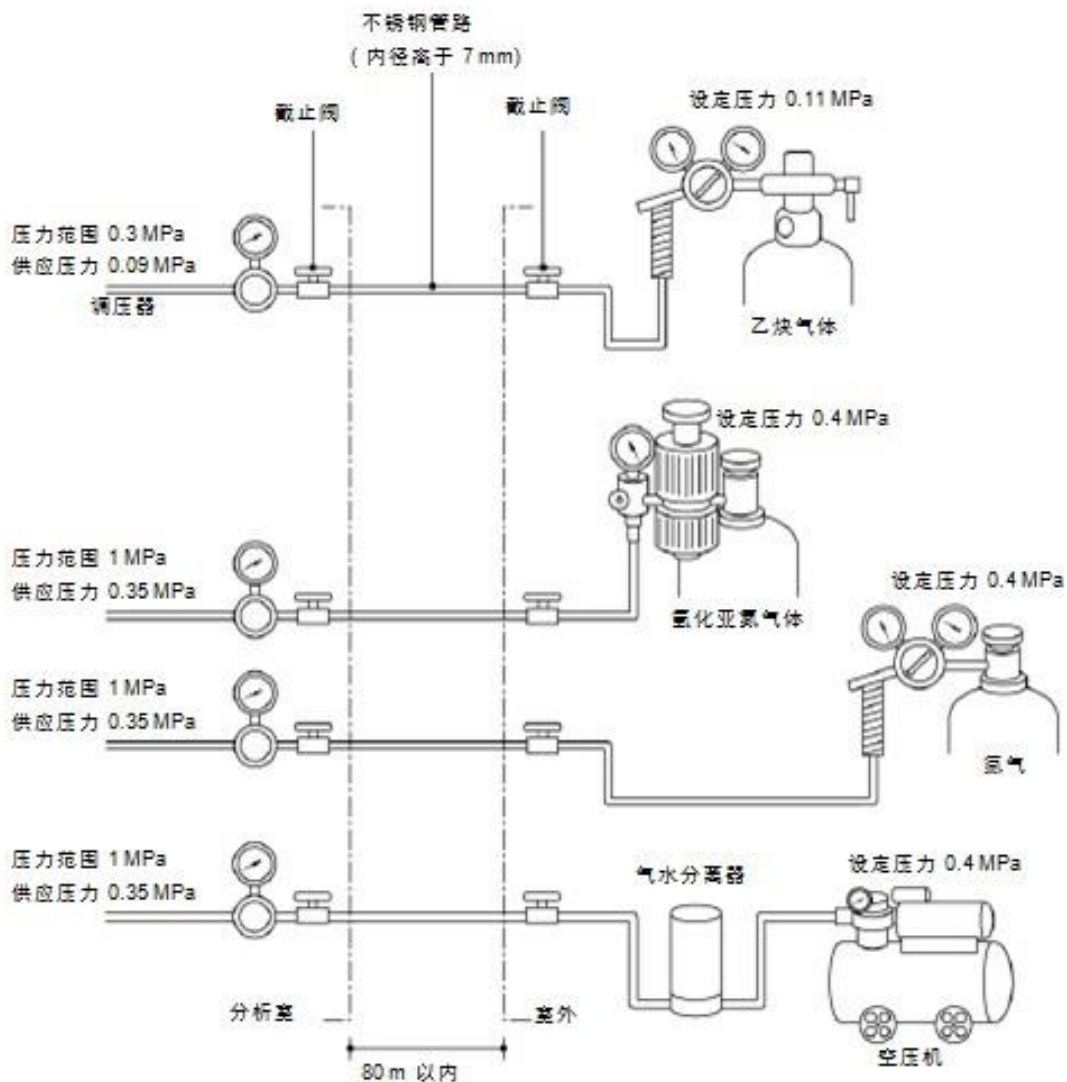 不锈钢管路
( 内径离于 7 mm)
截止阀
截止阀
设定压力 0.11 MPa
压力范围 0.3 MPa
供应压力 0.09 MPa
调压器
乙炔气体
设定压力 0.4 MPa
压力范围 1 MPa
供应压力 0.35 MPa
设定压力 0.4 MPa
氩化亚氮气体
压力范围 1 MPa
供应压力 0.35 MPa
氩气
压力范围 1 MPa
供应压力 0.35 MPa
气水分离器
设定压力 0.4 MPa
分析室
室外
空压机
80 m 以内